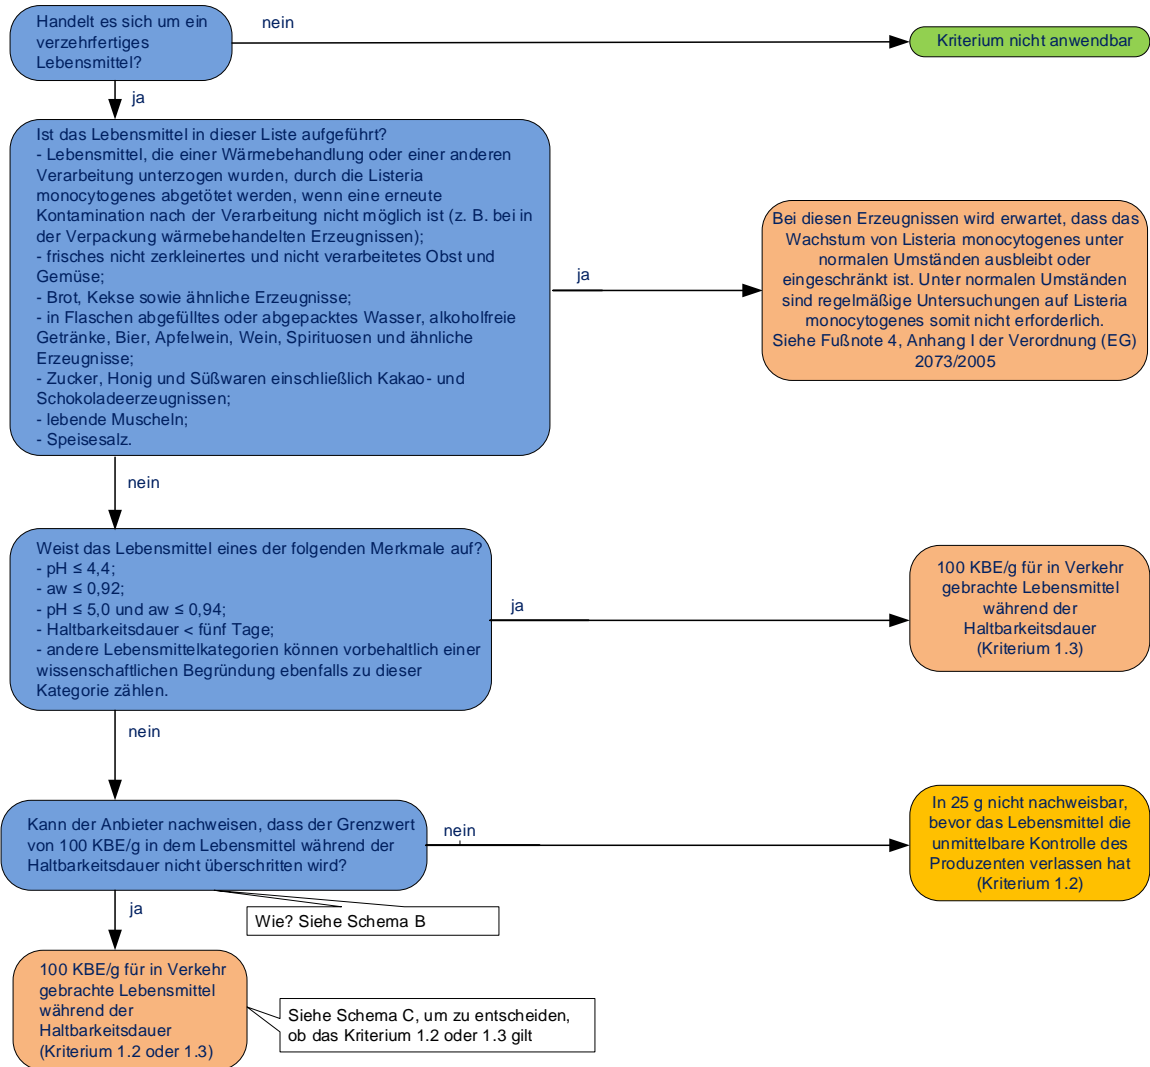 Handelt es sich um ein
verzehrfertiges
Lebensmittel?
nein
Kriterium nicht anwendbar
ja
Ist das Lebensmittel in dieser Liste aufgeführt?
- Lebensmittel, die einer Wärmebehandlung oder einer anderen
Verarbeitung unterzogen wurden, durch die Listeria
monocytogenes abgetötet werden, wenn eine erneute
Kontamination nach der Verarbeitung nicht möglich ist (z. B. bei in
der Verpackung wärmebehandelten Erzeugnissen);
- frisches nicht zerkleinertes und nicht verarbeitetes Obst und
Gemüse;
- Brot, Kekse sowie ähnliche Erzeugnisse;
- in Flaschen abgefülltes oder abgepacktes Wasser, alkoholfreie
Getränke, Bier, Apfelwein, Wein, Spirituosen und ähnliche
Erzeugnisse;
- Zucker, Honig und Süßwaren einschließlich Kakao- und
Schokoladeerzeugnissen;
- lebende Muscheln;
- Speisesalz.
ja
Bei diesen Erzeugnissen wird erwartet, dass das
Wachstum von Listeria monocytogenes unter
normalen Umständen ausbleibt oder
eingeschränkt ist. Unter normalen Umständen
sind regelmäßige Untersuchungen auf Listeria
monocytogenes somit nicht erforderlich.
Siehe Fußnote 4, Anhang I der Verordnung (EG)
2073/2005
nein
Weist das Lebensmittel eines der folgenden Merkmale auf?
- pH ≤ 4,4;
- aw ≤ 0,92;
- pH ≤ 5,0 und aw ≤ 0,94;
- Haltbarkeitsdauer < fünf Tage;
- andere Lebensmittelkategorien können vorbehaltlich einer
wissenschaftlichen Begründung ebenfalls zu dieser
Kategorie zählen.
ja
100 KBE/g für in Verkehr
gebrachte Lebensmittel
während der
Haltbarkeitsdauer
(Kriterium 1.3)
nein
Kann der Anbieter nachweisen, dass der Grenzwert
von 100 KBE/g in dem Lebensmittel während der
Haltbarkeitsdauer nicht überschritten wird?
nein
In 25 g nicht nachweisbar,
bevor das Lebensmittel die
unmittelbare Kontrolle des
Produzenten verlassen hat
(Kriterium 1.2)
ja
Wie? Siehe Schema B
100 KBE/g für in Verkehr
gebrachte Lebensmittel
während der
Haltbarkeitsdauer
(Kriterium 1.2 oder 1.3)
Siehe Schema C, um zu entscheiden,
ob das Kriterium 1.2 oder 1.3 gilt